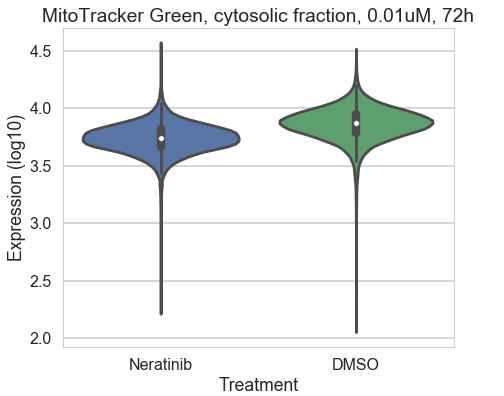 MitoTracker Green, cytosolic fraction, 0.01uM, 72h
Expression (log10)
4.5
4.0
3.5
3.0
2.5
2.0
Neratinib DMSO
Treatment